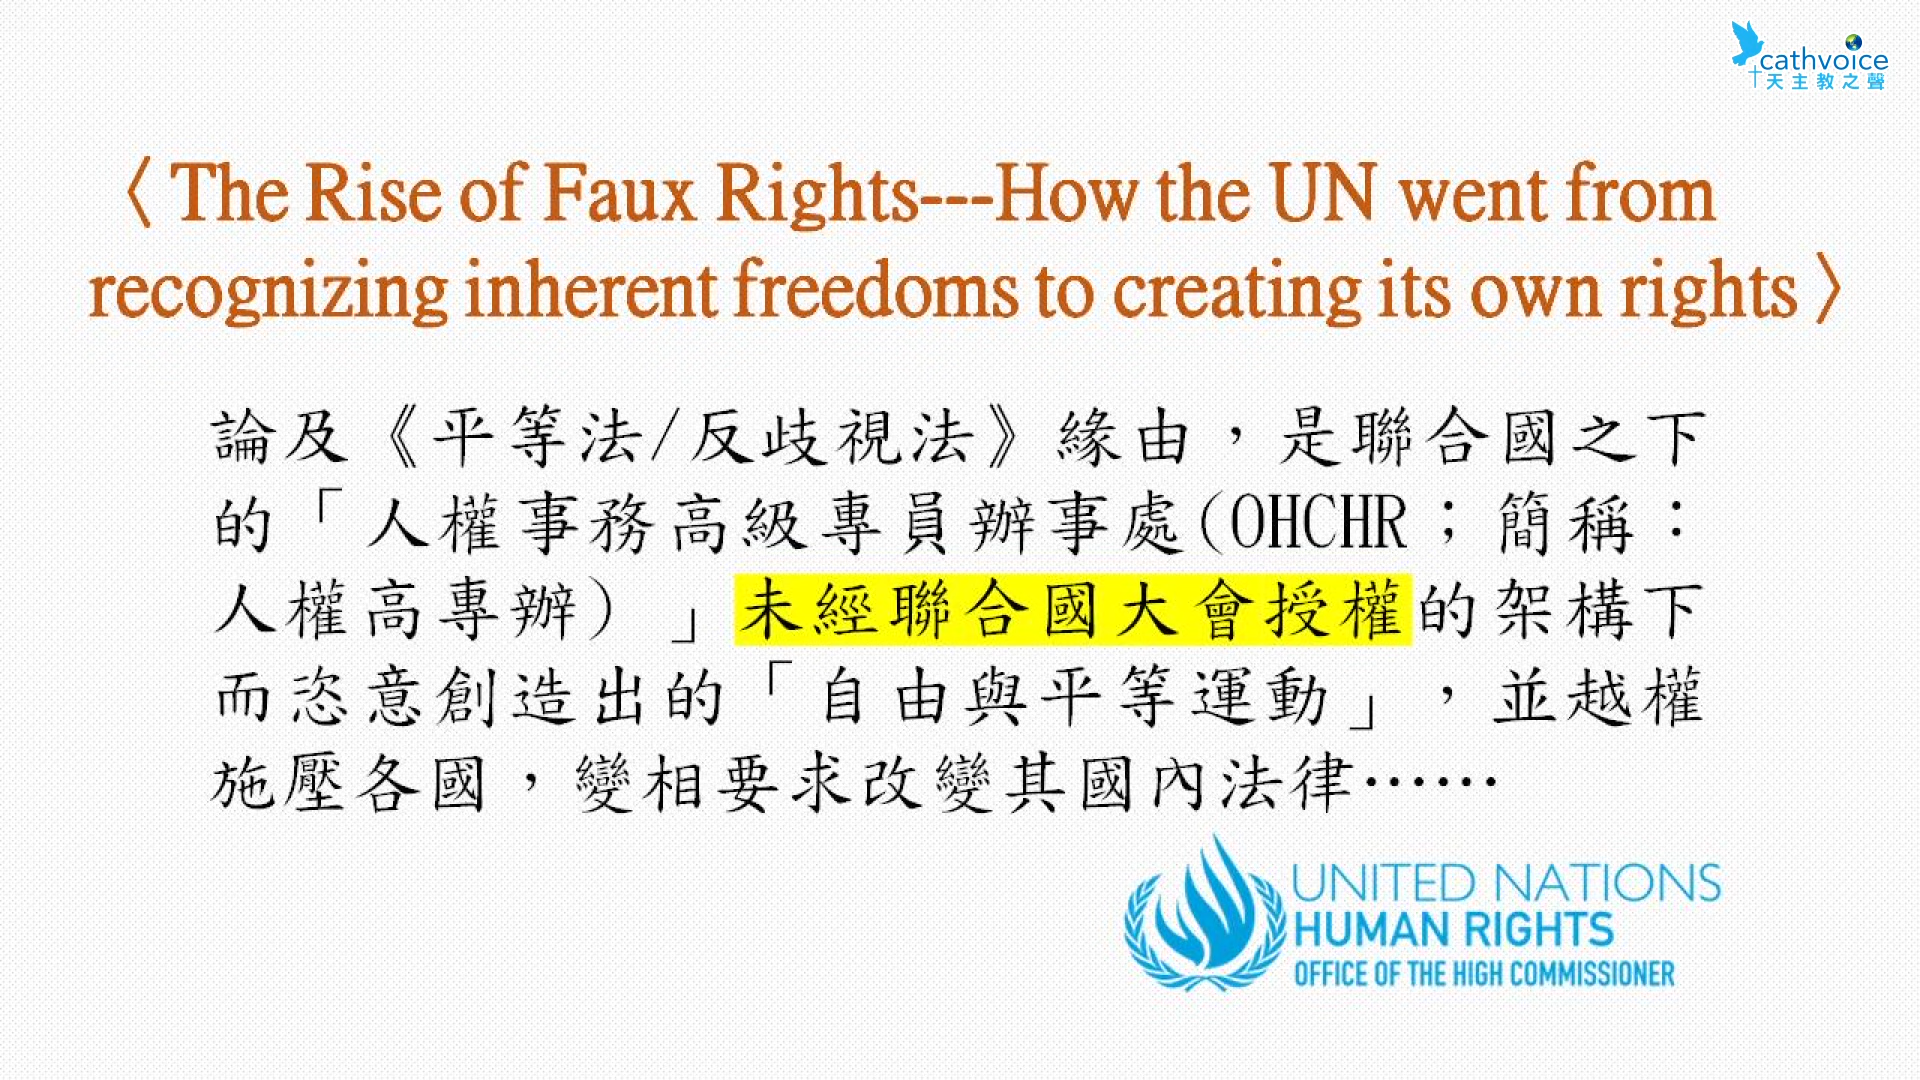 cathvoice
天主教之聲
〈 The Rise of Faux Rights---How the UN went from
recognizing inherent freedoms to creating its own rights 〉
論及《平等法/反歧視法》緣由，是聯合國之下
的「人權事務高級專員辦事處(OHCHR；簡稱：
人權高專辦) 」未經聯合國大會授權的架構下
而恣意創造出的「自由與平等運動」，並越權
施壓各國，變相要求改變其國內法律……
UNITED NATIONS
HUMAN RIGHTS
OFFICE OF THE HIGH COMMISSIONER